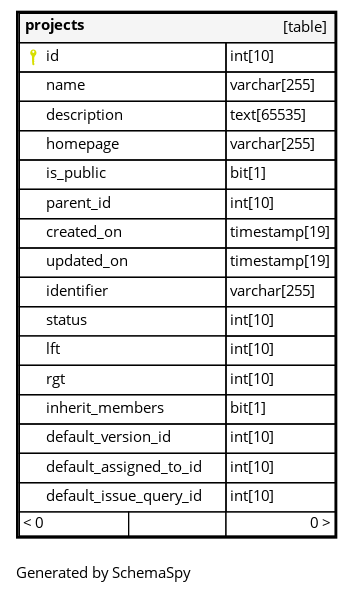 projects [table]
id int[10]
name varchar[255]
description text[65535]
homepage varchar[255]
is_public bit[1]
parent_id int[10]
created_on timestamp[19]
updated_on timestamp[19]
identifier varchar[255]
status int[10]
lft int[10]
rgt int[10]
inherit_members bit[1]
default_version_id int[10]
default_assigned_to_id int[10]
default_issue_query_id int[10]
< 0 0 >
Generated by SchemaSpy